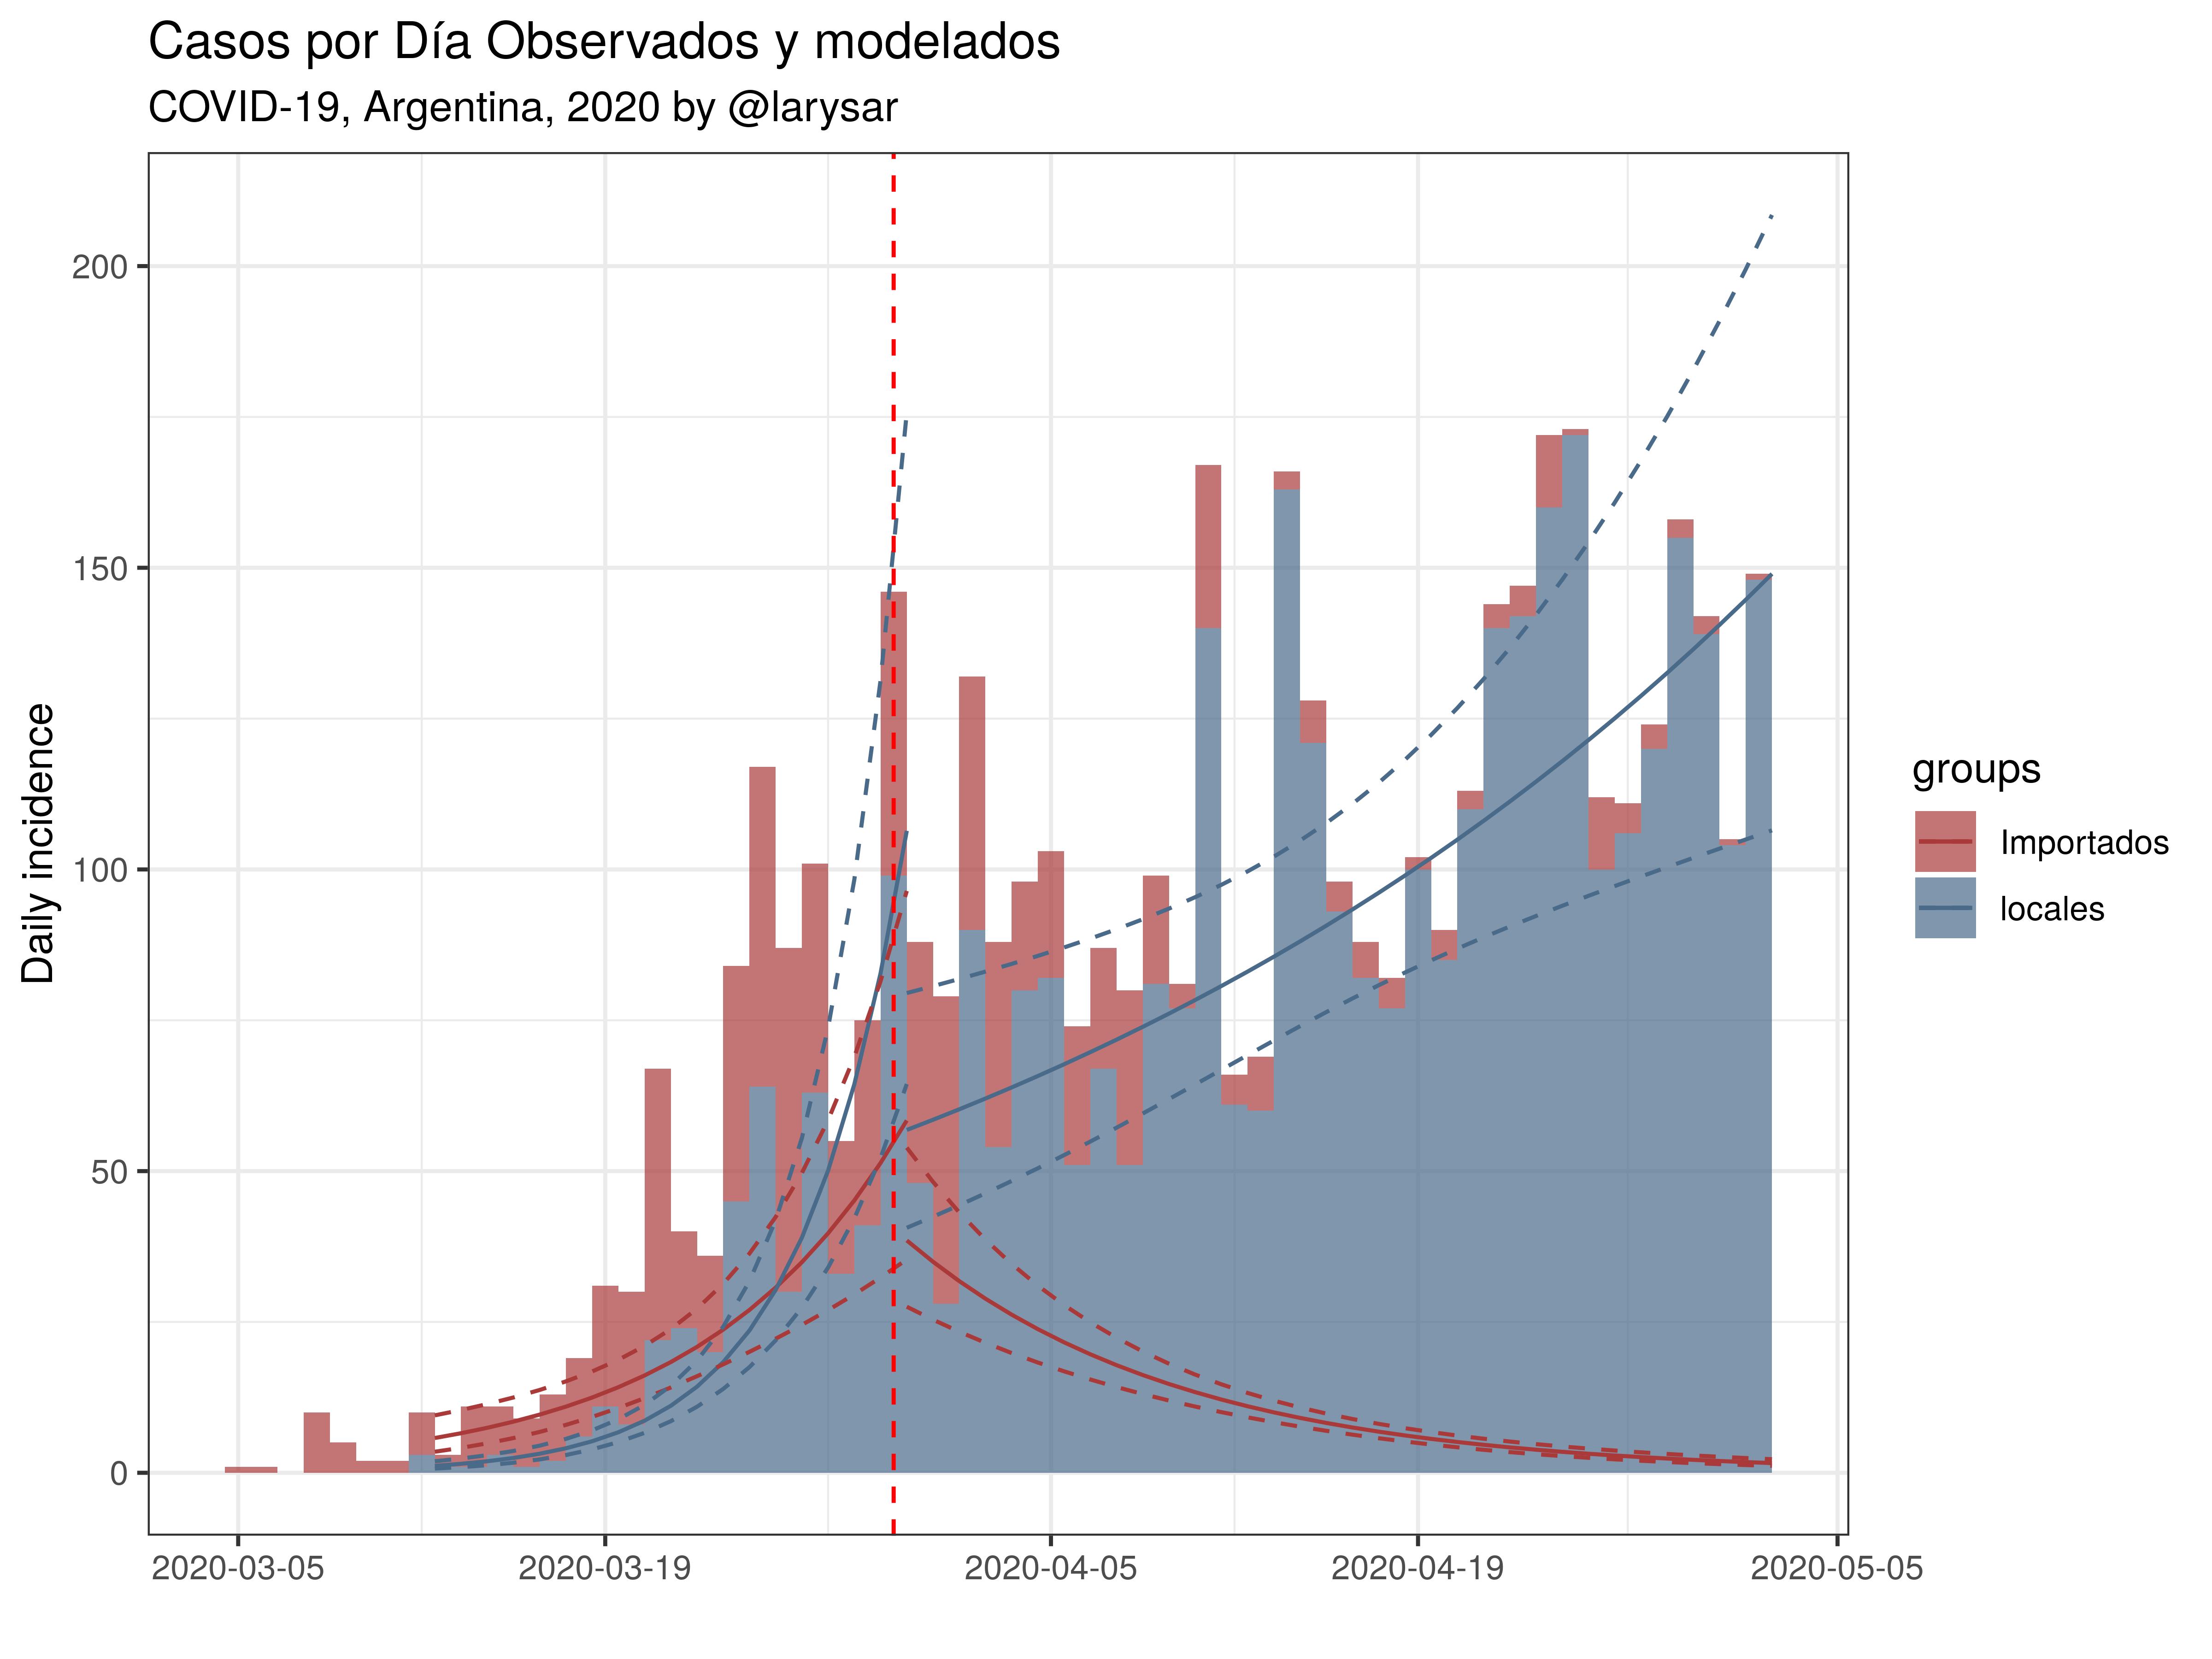 Casos por Día Observados y modelados
COVID-19, Argentina, 2020 by @larysar
Daily incidence
200
150
100
50
0
2020-03-05
2020-03-19
2020-04-05
2020-04-19
2020-05-05
groups
Importados
locales